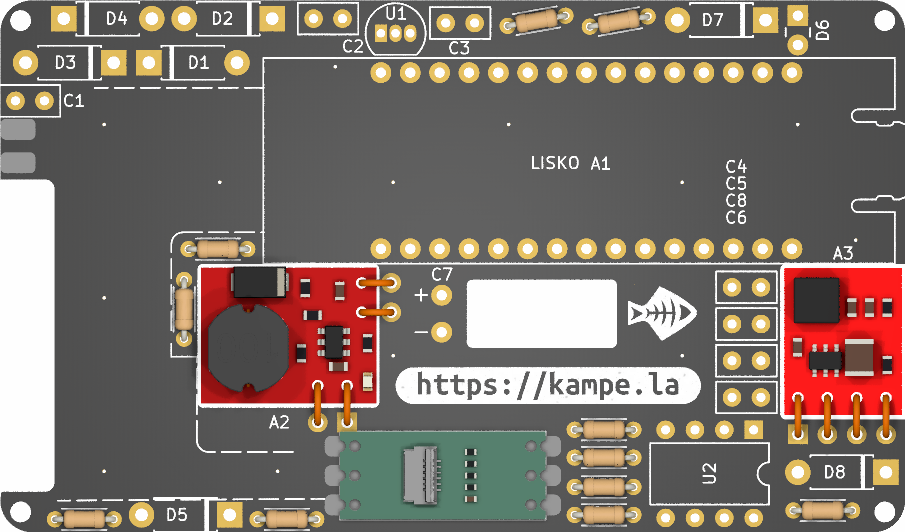 D4
D2
U1
C2
C3
D7
D6
D3
D1
C1
LISKO A1
C4
C5
C8
C6
A3
C7
+
−
https://kampe.la
A2
U2
D8
D5